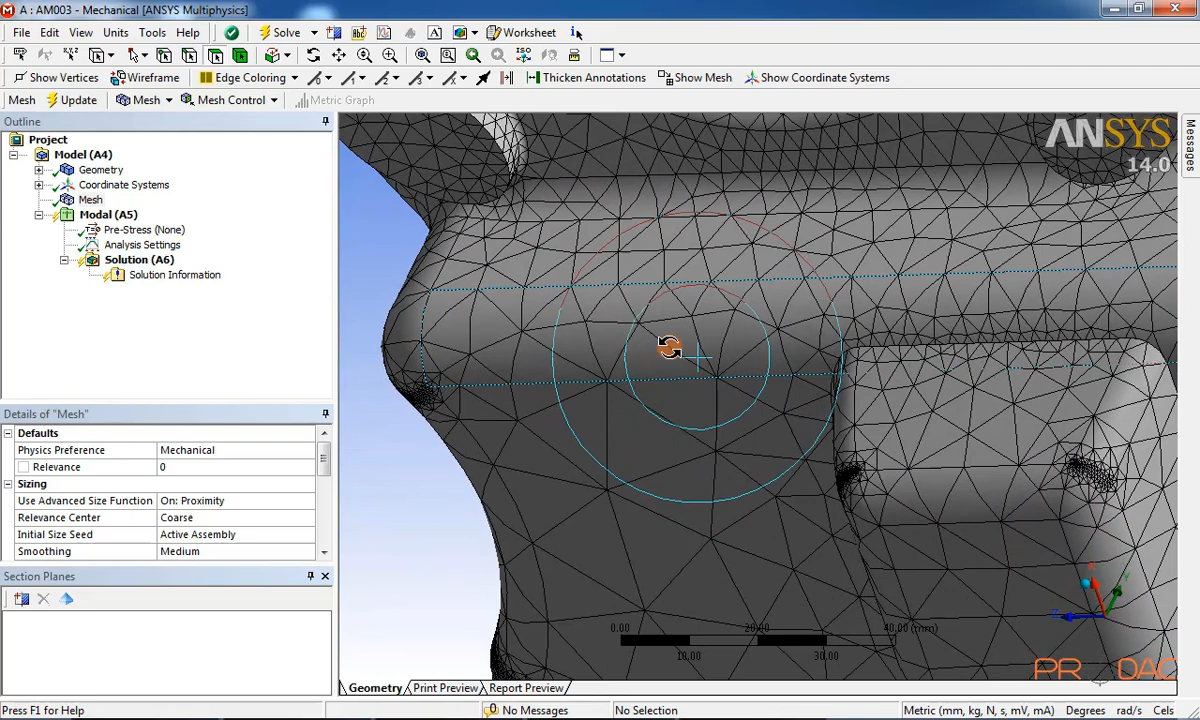 A : AM003 - Mechanical [ANSYS Multiphysics]
File Edit View Units Tools Help Solve Worksheet
Show Vertices Wireframe Edge Coloring Thicken Annotations Show Mesh Show Coordinate Systems
Mesh Update Mesh Mesh Control Metric Graph
Outline
Project
Model (A4)
Geometry
Coordinate Systems
Mesh
Modal (A5)
Pre-Stress (None)
Analysis Settings
Solution (A6)
Solution Information
Details of "Mesh"
Defaults
Physics Preference Mechanical
Relevance 0
Sizing
Use Advanced Size Function On: Proximity
Relevance Center Coarse
Initial Size Seed Active Assembly
Smoothing Medium
Section Planes
ANSYS
14.0
Messages
X
Y
Z
0.00 20.00 40.00 (mm)
10.00 30.00
Geometry Print Preview Report Preview
Press F1 for Help 0 No Messages No Selection Metric (mm, kg, N, s, mV, mA) Degrees rad/s Cels